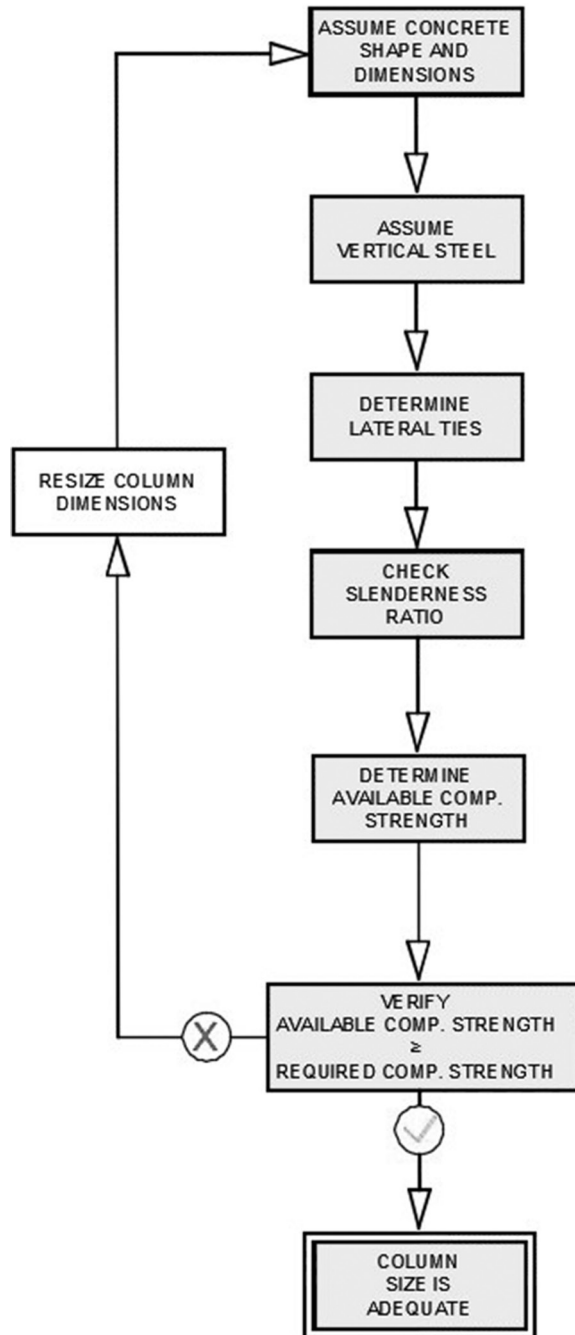 ASSUME CONCRETE
SHAPE AND
DIMENSIONS
ASSUME
VERTICAL STEEL
DETERMINE
LATERAL TIES
RESIZE COLUMN
DIMENSIONS
CHECK
SLENDERNESS
RATIO
DETERMINE
AVAILABLE COMP.
STRENGTH
VERIFY
AVAILABLE COMP. STRENGTH
≥
REQUIRED COMP. STRENGTH
X
COLUMN
SIZE IS
ADEQUATE